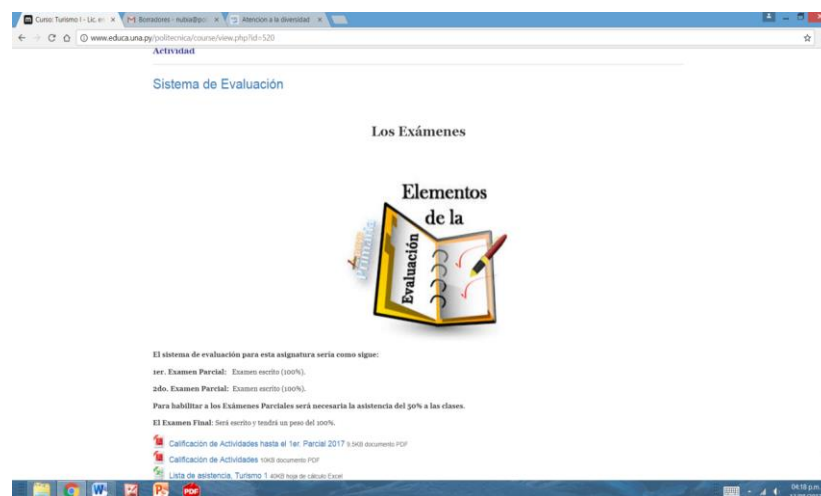 Curso: Turismo I - Lic. en
Borradores - nubia@pol
Atencion a la diversidad
www.educa.una.py/politecnica/course/view.php?id=520
Actividad
Sistema de Evaluación
Los Exámenes
Elementos
de la
Evaluación
Primaria
El sistema de evaluación para esta asignatura sería como sigue:
1er. Examen Parcial: Examen escrito (100%).
2do. Examen Parcial: Examen escrito (100%).
Para habilitar a los Exámenes Parciales será necesaria la asistencia del 50% a las clases.
El Examen Final: Será escrito y tendrá un peso del 100%.
Calificación de Actividades hasta el 1er. Parcial 2017 9.5KB documento PDF
Calificación de Actividades 10KB documento PDF
Lista de asistencia, Turismo 1 40KB hoja de cálculo Excel
PDF
04:18 p.m.